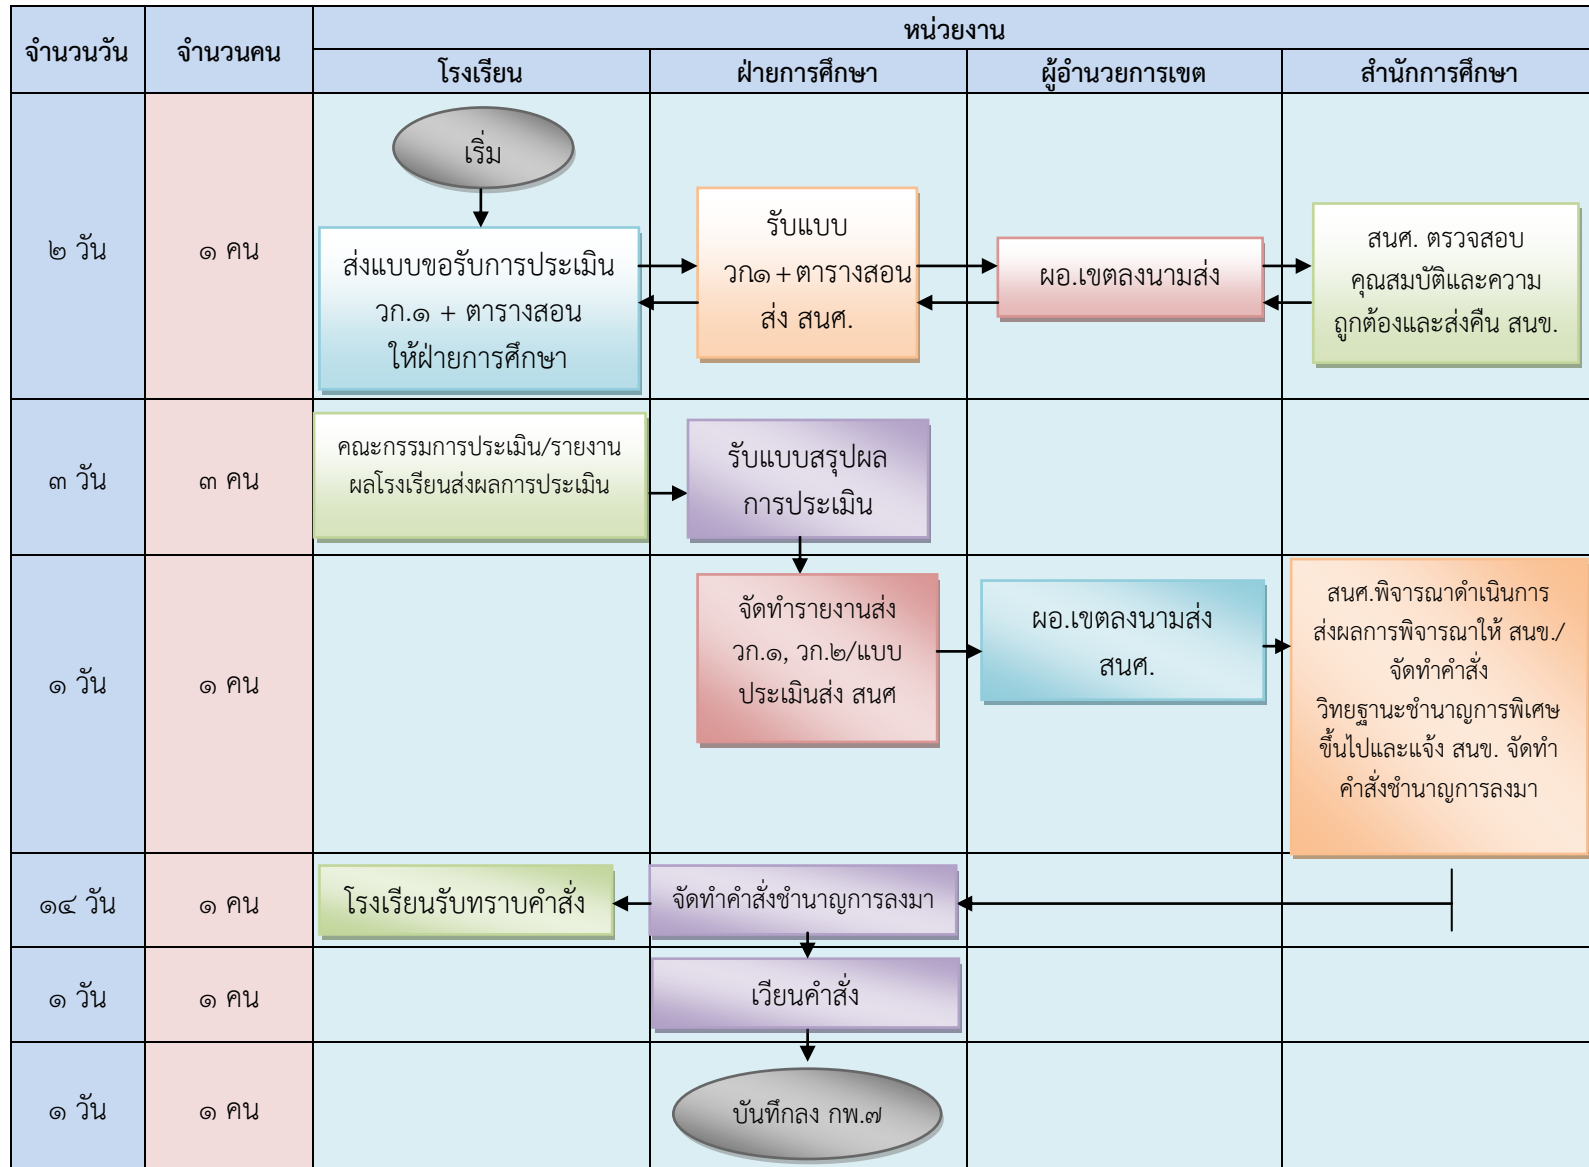 จำนวนวัน
จำนวนคน
หน่วยงาน
โรงเรียน
ฝ่ายการศึกษา
ผู้อำนวยการเขต
สำนักการศึกษา
๒ วัน
๑ คน
เริ่ม
ส่งแบบขอรับการประเมิน
วก.๑ + ตารางสอน
ให้ฝ่ายการศึกษา
รับแบบ
วก๑ + ตารางสอน
ส่ง สนศ.
ผอ.เขตลงนามส่ง
สนศ. ตรวจสอบ
คุณสมบัติและความ
ถูกต้องและส่งคืน สนข.
๓ วัน
๓ คน
คณะกรรมการประเมิน/รายงาน
ผลโรงเรียนส่งผลการประเมิน
รับแบบสรุปผล
การประเมิน
๑ วัน
๑ คน
จัดทำรายงานส่ง
วก.๑, วก.๒/แบบ
ประเมินส่ง สนศ
ผอ.เขตลงนามส่ง
สนศ.
สนศ.พิจารณาดำเนินการ
ส่งผลการพิจารณาให้ สนข./
จัดทำคำสั่ง
วิทยฐานะชำนาญการพิเศษ
ขึ้นไปและแจ้ง สนข. จัดทำ
คำสั่งชำนาญการลงมา
๑๔ วัน
๑ คน
โรงเรียนรับทราบคำสั่ง
จัดทำคำสั่งชำนาญการลงมา
๑ วัน
๑ คน
เวียนคำสั่ง
๑ วัน
๑ คน
บันทึกลง กพ.๗